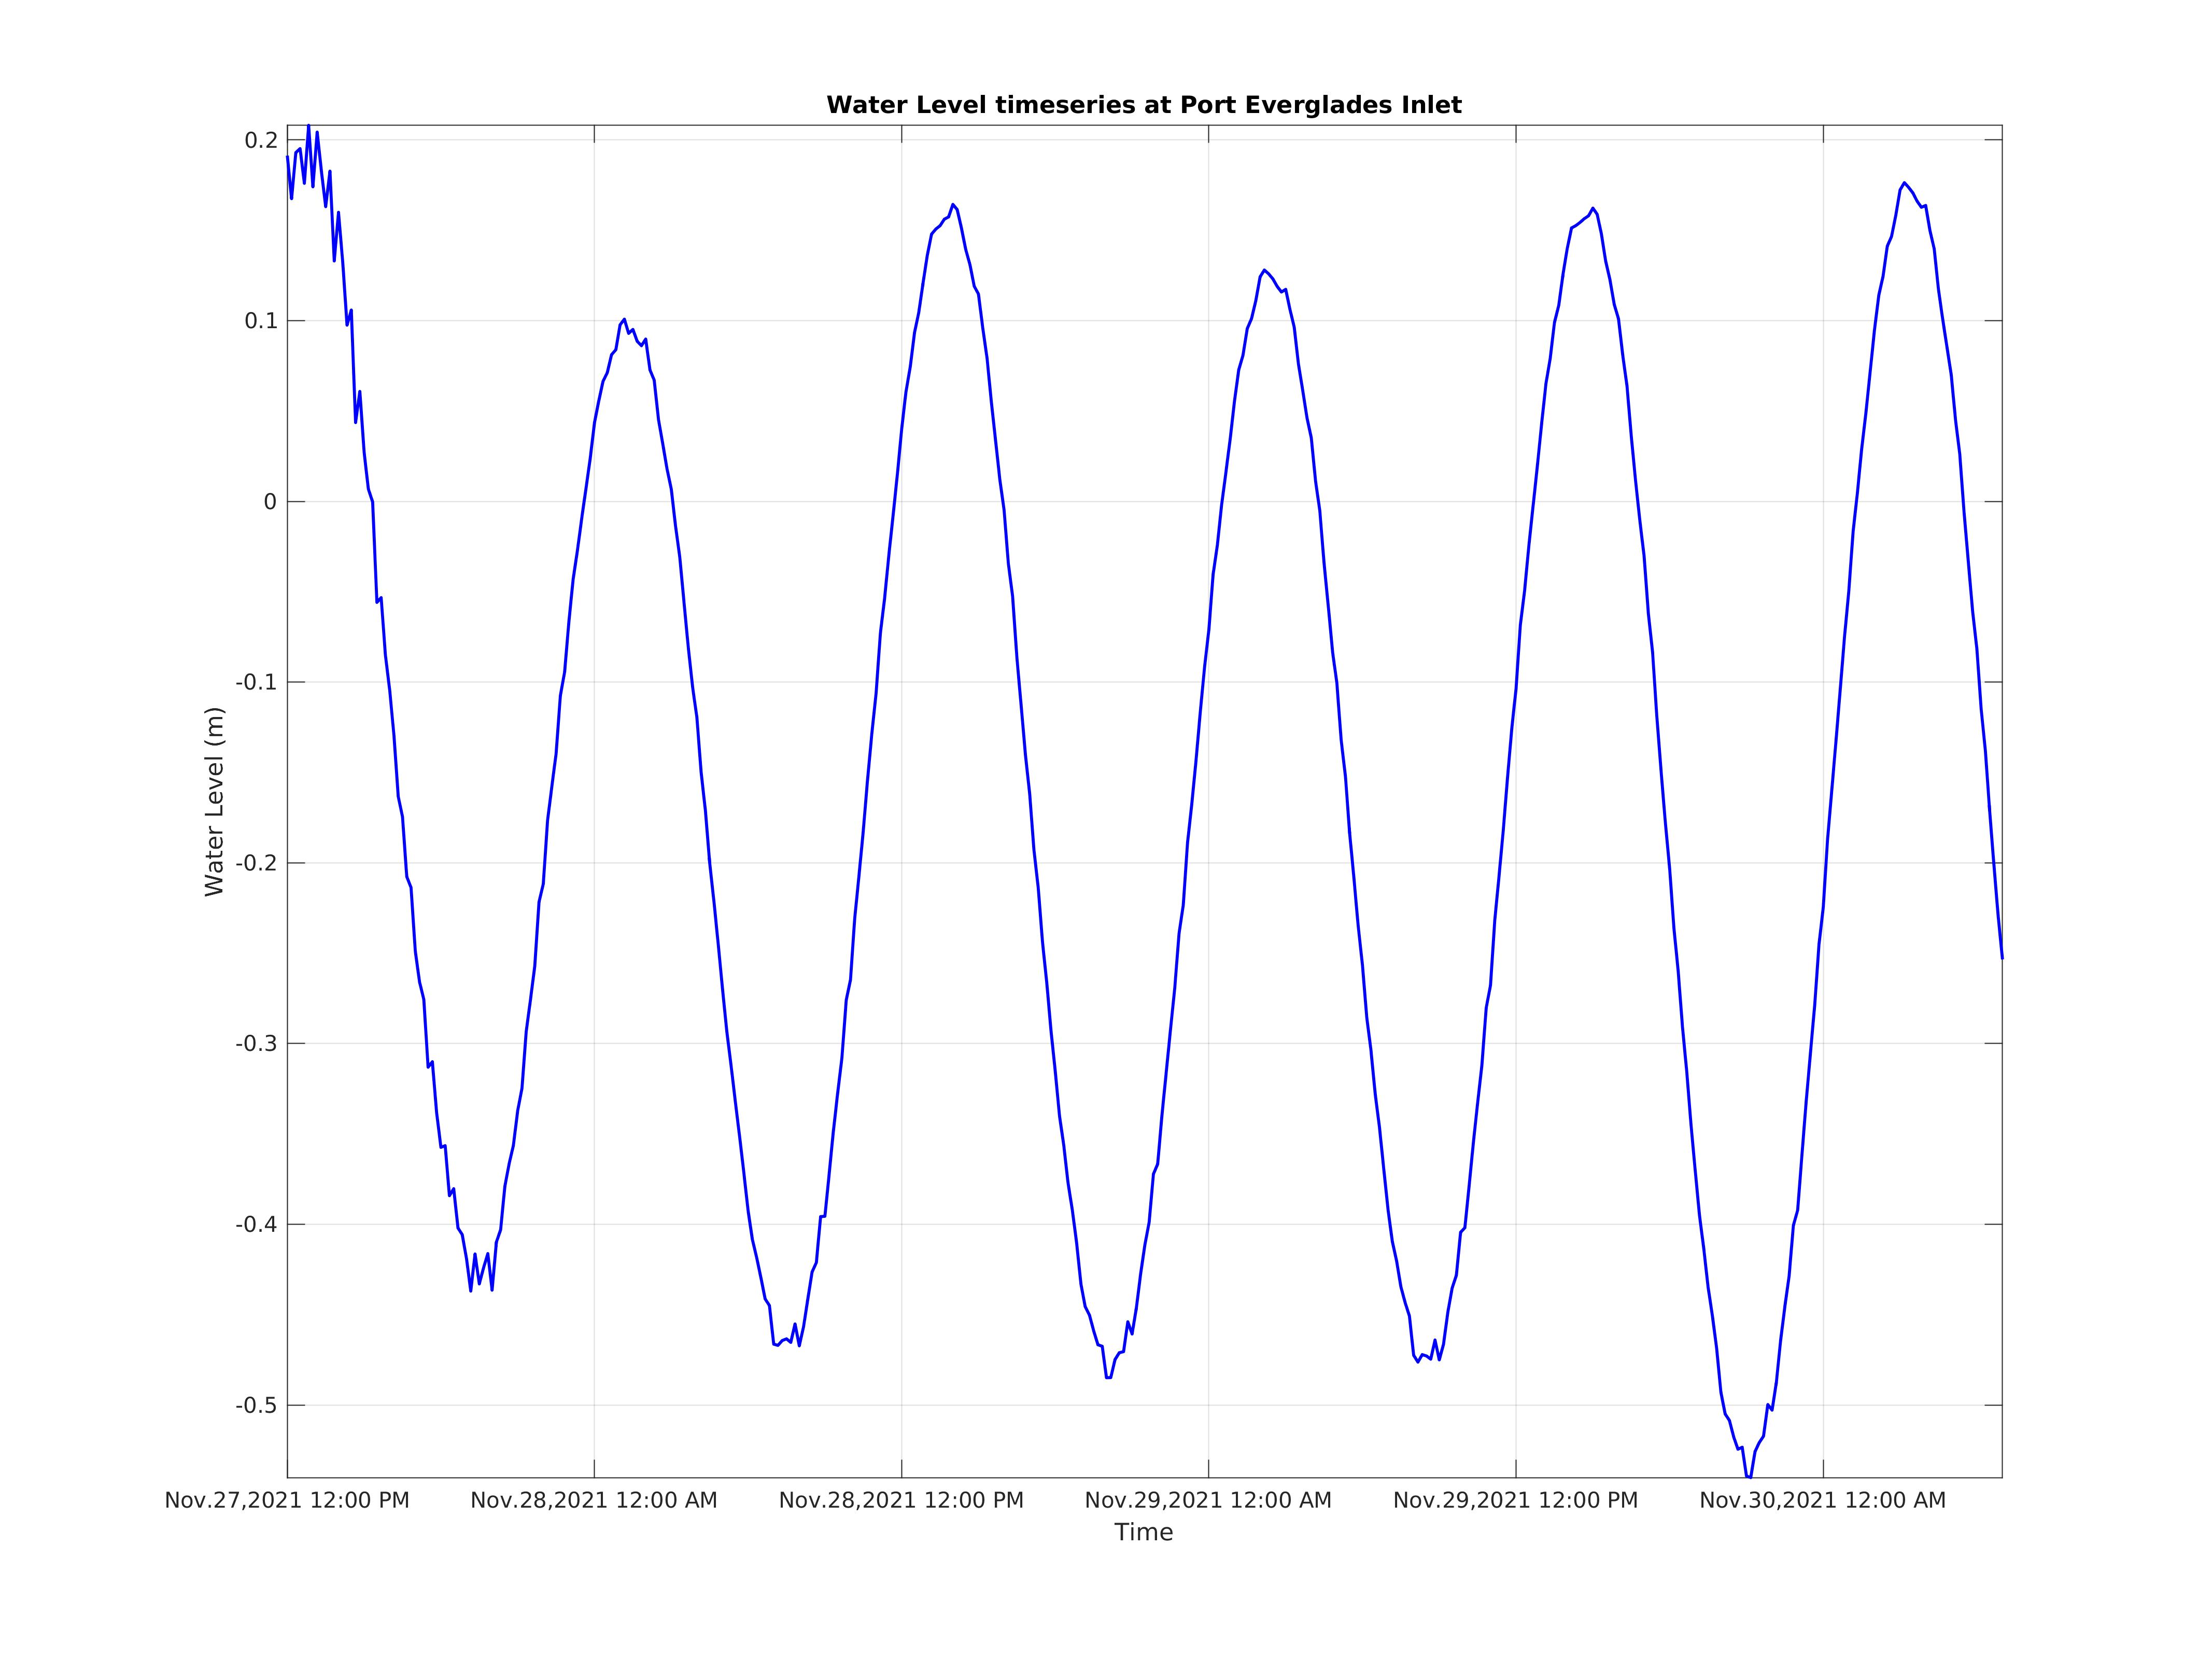 Water Level timeseries at Port Everglades Inlet
0.2
0.1
0
-0.1
-0.2
-0.3
-0.4
-0.5
Water Level (m)
Nov.27,2021 12:00 PM
Nov.28,2021 12:00 AM
Nov.28,2021 12:00 PM
Nov.29,2021 12:00 AM
Nov.29,2021 12:00 PM
Nov.30,2021 12:00 AM
Time